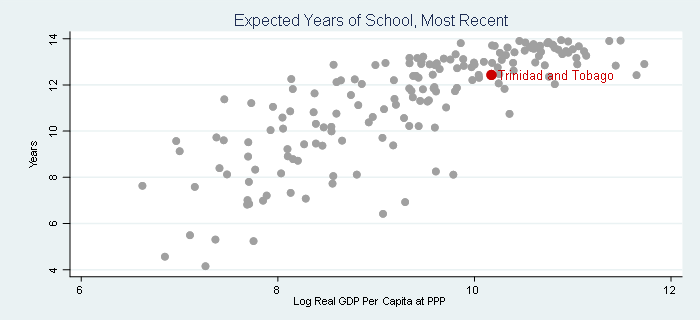 Expected Years of School, Most Recent
14
12
10
8
6
4
Years
Trinidad and Tobago
6
8
10
12
Log Real GDP Per Capita at PPP